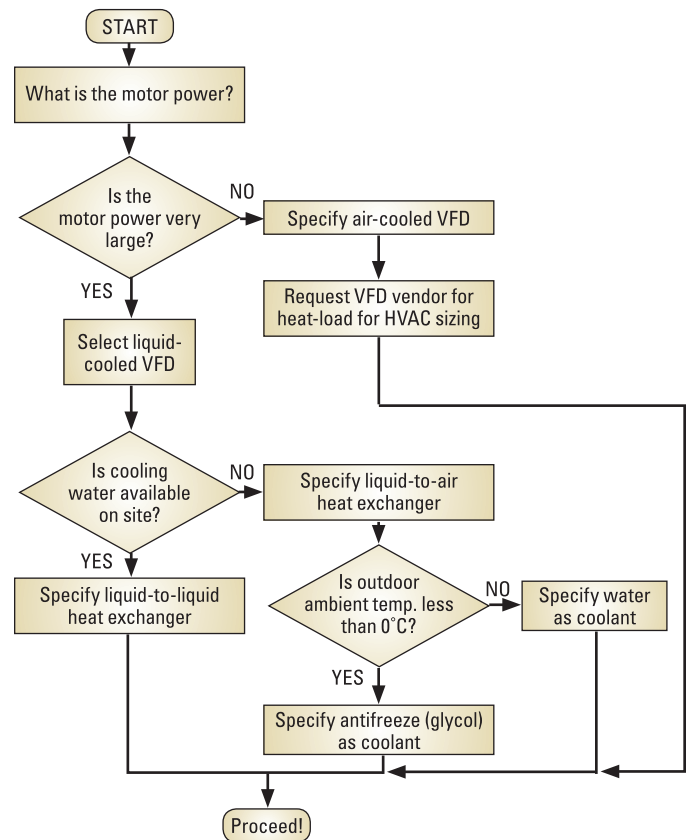 START
What is the motor power?
Is the
motor power very
large?
NO
Specify air-cooled VFD
Request VFD vendor for
heat-load for HVAC sizing
YES
Select liquid-
cooled VFD
Is cooling
water available
on site?
NO
Specify liquid-to-air
heat exchanger
YES
Specify liquid-to-liquid
heat exchanger
Is outdoor
ambient temp. less
than 0˚C?
NO
Specify water
as coolant
YES
Specify antifreeze (glycol)
as coolant
Proceed!